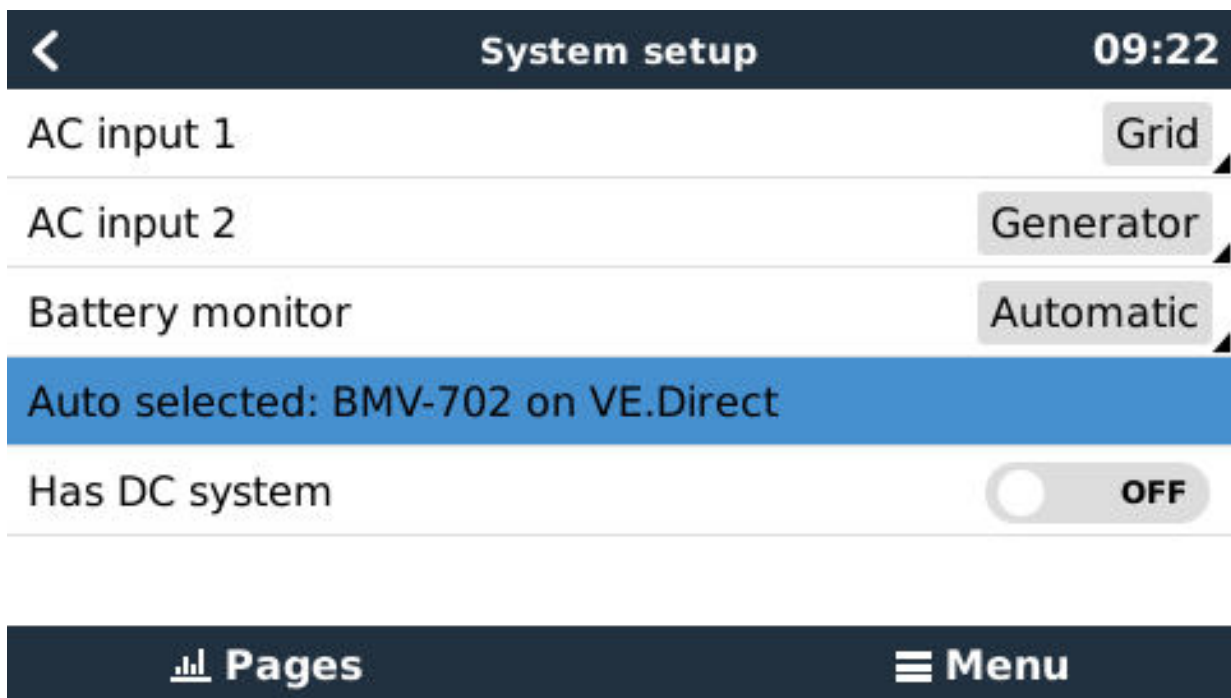 System setup 09:22
AC input 1 Grid
AC input 2 Generator
Battery monitor Automatic
Auto selected: BMV-702 on VE.Direct
Has DC system OFF
Pages Menu